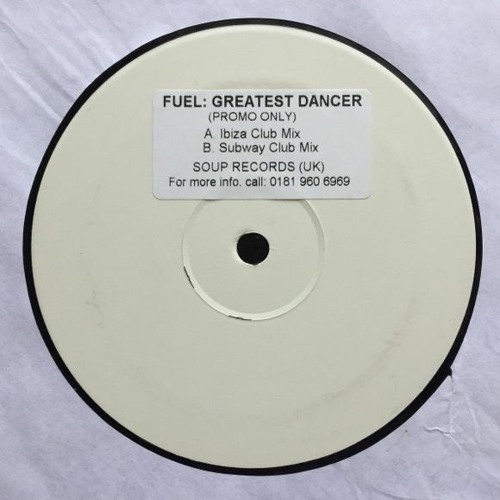 FUEL: GREATEST DANCER
(PROMO ONLY)
A. Ibiza Club Mix
B. Subway Club Mix
SOUP RECORDS (UK)
For more info. call: 0181 960 6969